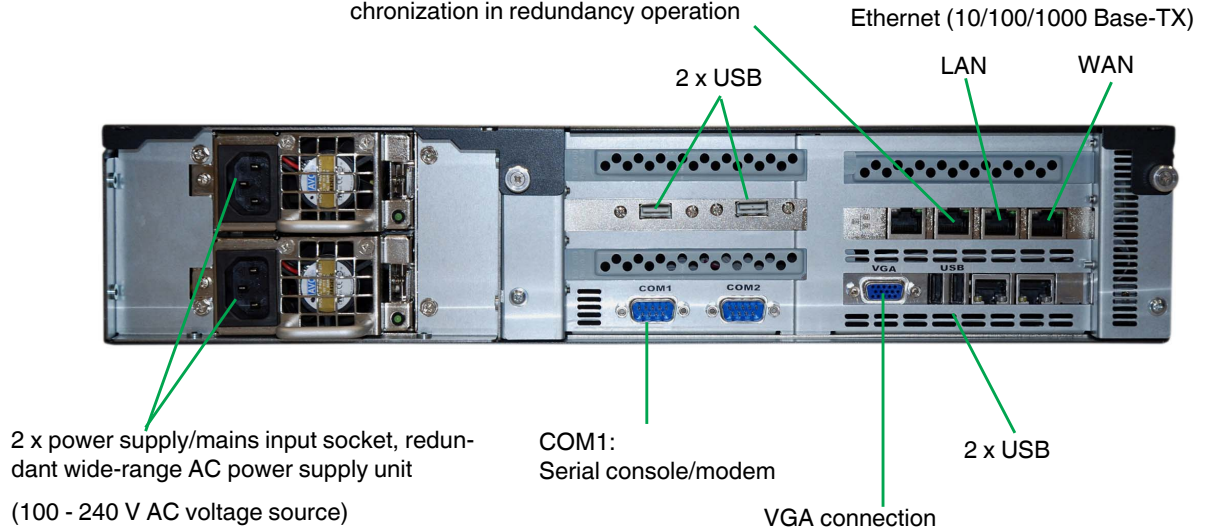 chronization in redundancy operation
Ethernet (10/100/1000 Base-TX)
2 x USB
LAN
WAN
VGA
USB
COM1
COM2
2 x power supply/mains input socket, redun-
dant wide-range AC power supply unit
(100 - 240 V AC voltage source)
COM1:
Serial console/modem
2 x USB
VGA connection